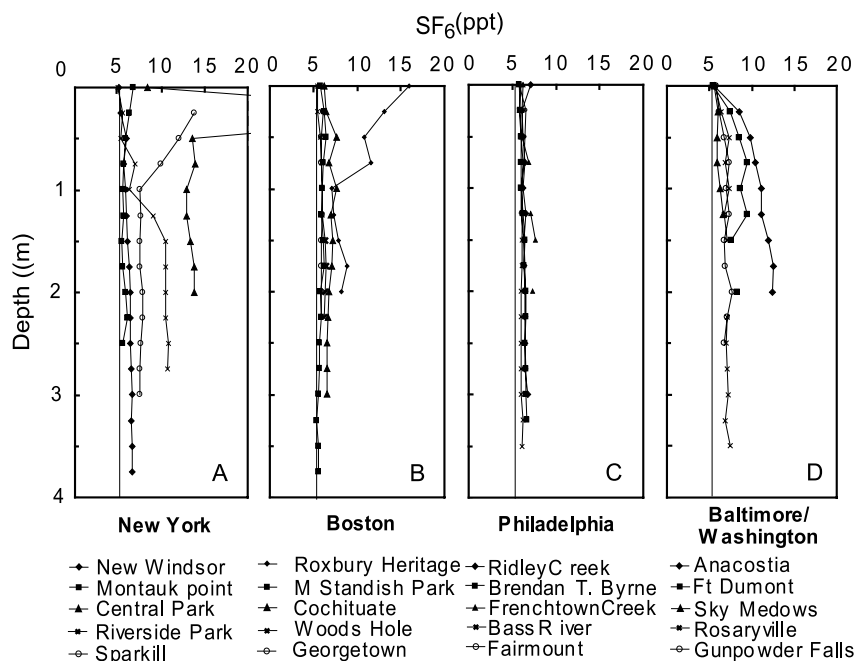 SF6(ppt)
0 5 10 15 20 0 5 10 15 20 0 5 10 15 20 0 5 10 15 20
0
1
2
3
4
Depth ((m)
A B C D
New York Boston Philadelphia Baltimore/
Washington
New Windsor
Montauk point
Central Park
Riverside Park
Sparkill
Roxbury Heritage
M Standish Park
Cochituate
Woods Hole
Georgetown
RidleyC reek
Brendan T. Byrne
FrenchtownCreek
BassR iver
Fairmount
Anacostia
Ft Dumont
Sky Medows
Rosaryville
Gunpowder Falls